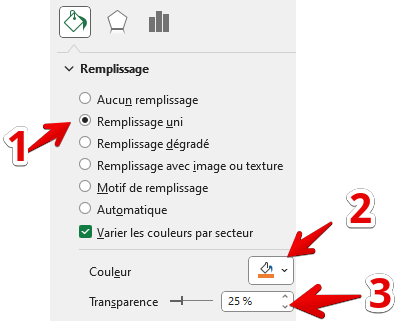 Remplissage
Aucun remplissage
1
Remplissage uni
Remplissage dégradé
Remplissage avec image ou texture
Motif de remplissage
Automatique
2
Varier les couleurs par secteur
Couleur
Transparence
25 %
3